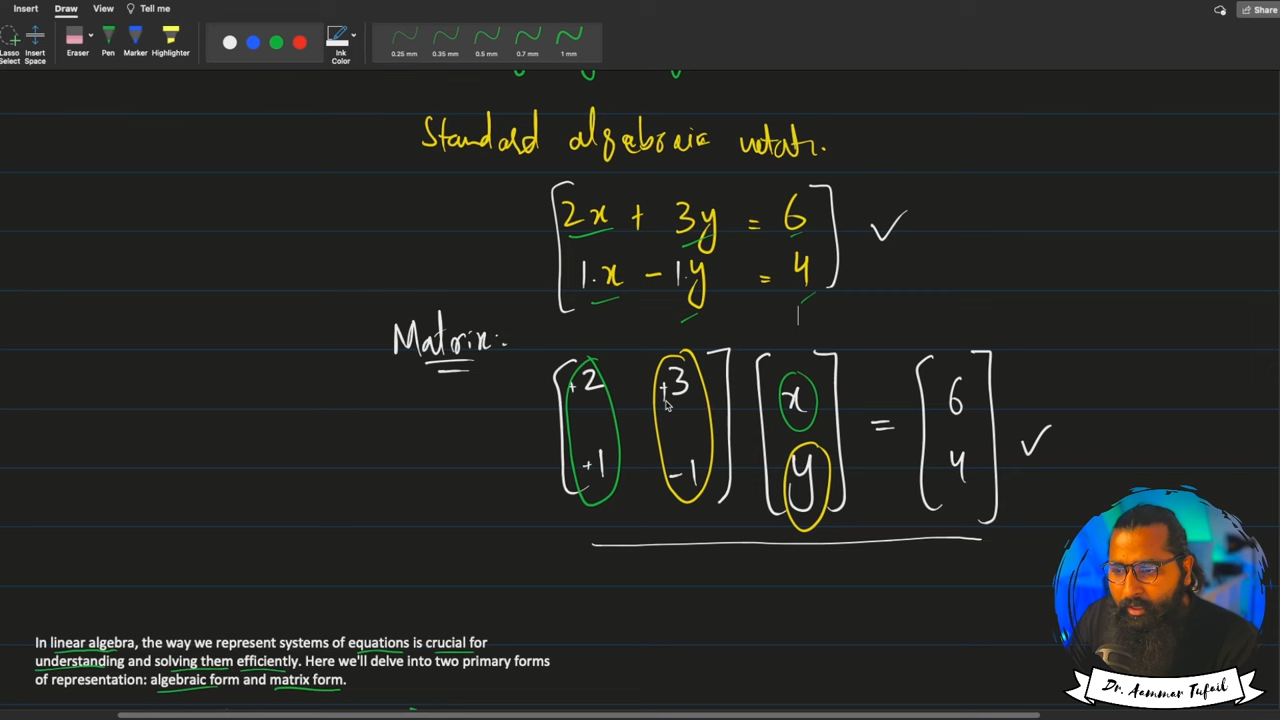 Insert Draw View Tell me
Share
Lasso Select
Insert Space
Eraser
Pen
Marker
Highlighter
Ink Color
0.25 mm 0.35 mm 0.5 mm 0.7 mm 1 mm
Standard algebraic
2x + 3y = 6
1.x - 1.y = 4
Matrix:
+2 +3 x = 6
+1 -1 y 4
In linear algebra, the way we represent systems of equations is crucial for
understanding and solving them efficiently. Here we'll delve into two primary forms
of representation: algebraic form and matrix form.
Dr. Aammar Tufail